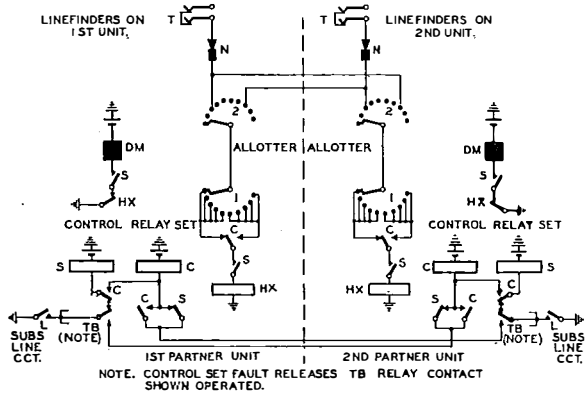 LINEFINDERS ON
1ST UNIT.
T
T
LINEFINDERS ON
2ND UNIT.
N
N
2
2
DM
ALLOTTER
ALLOTTER
DM
S
S
HX
1
1
HX
CONTROL RELAY SET
CONTROL RELAY SET
C
C
S
C
S
S
C
S
HX
HX
C
C
S
S
C
C
L
TB
(NOTE)
TB
(NOTE)
L
SUBS
LINE
CCT.
SUBS
LINE
CCT.
1ST PARTNER UNIT
2ND PARTNER UNIT
NOTE. CONTROL SET FAULT RELEASES TB RELAY CONTACT
SHOWN OPERATED.